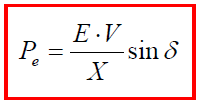 Pₑ = E·V / X sin δ